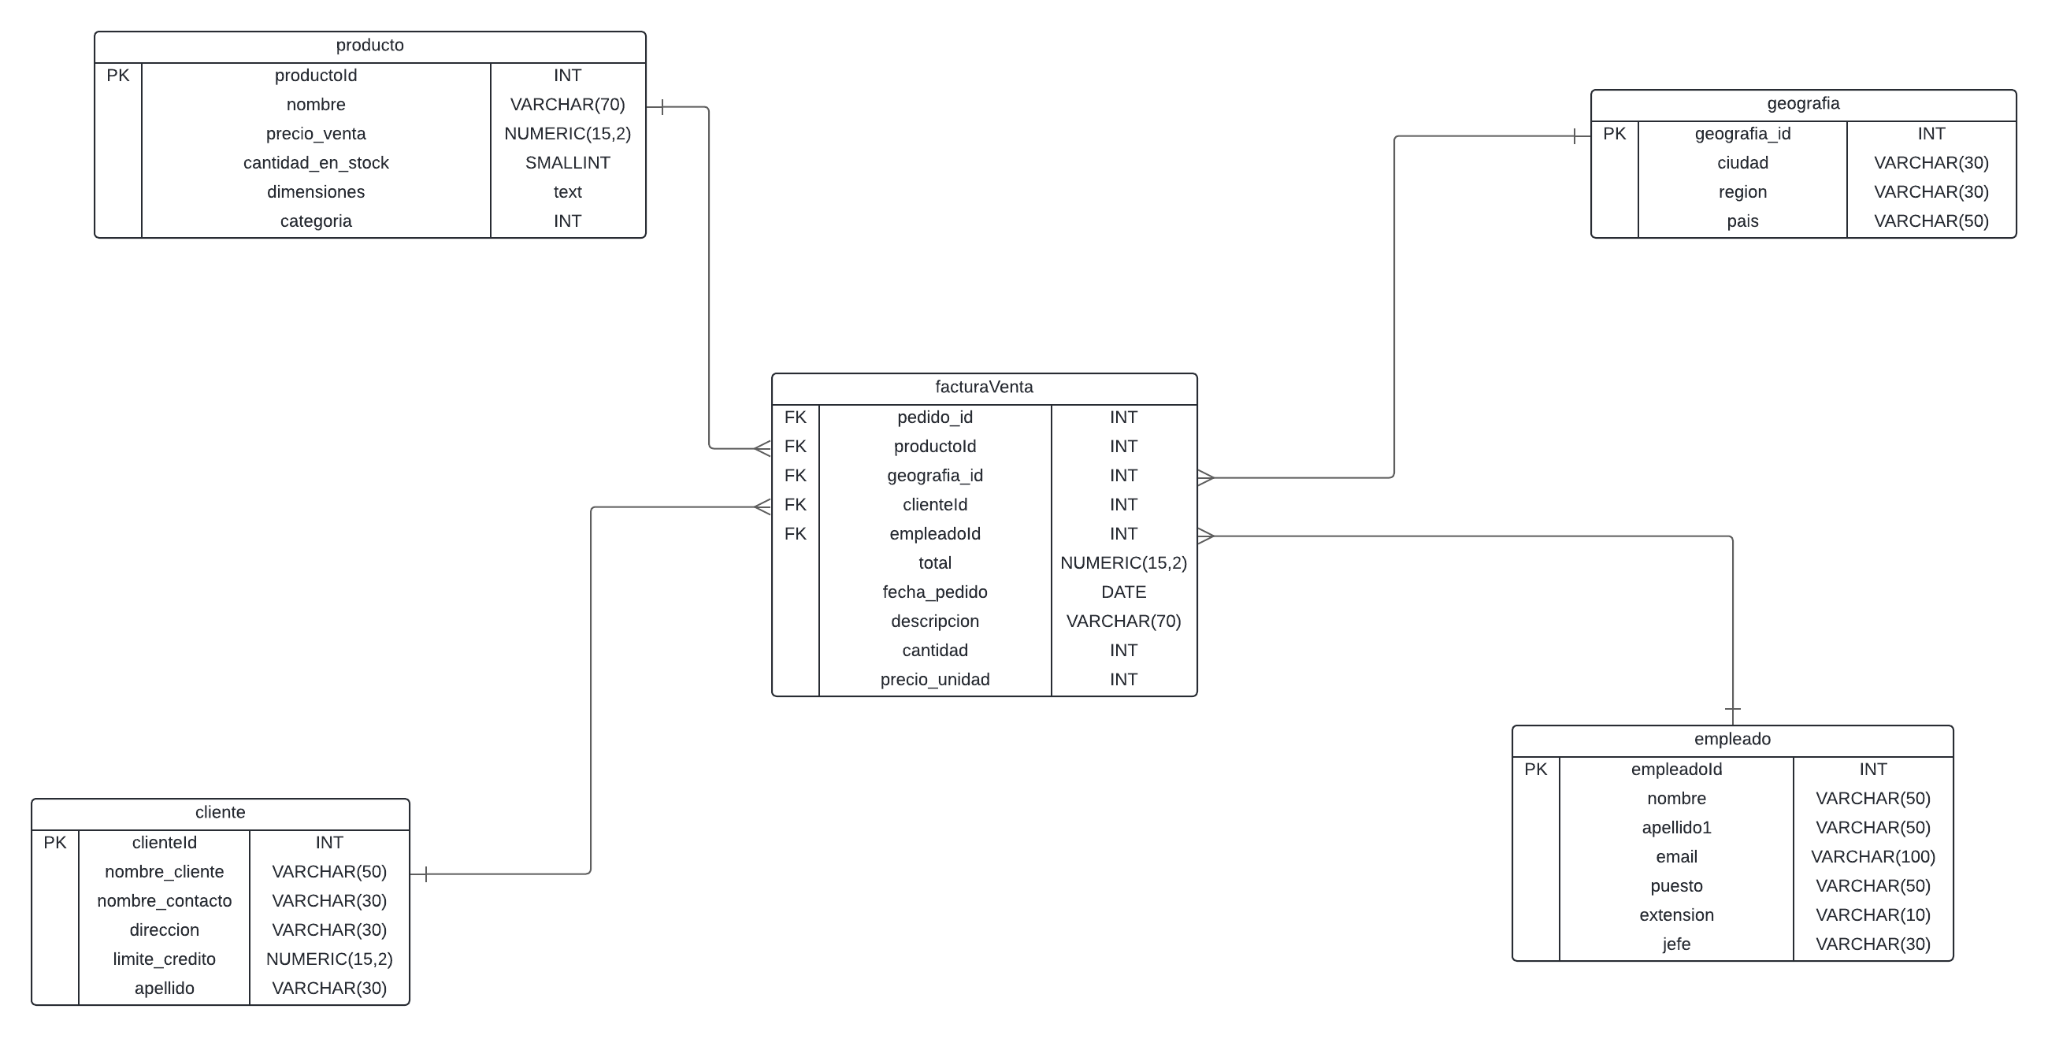 producto
PK productoId INT
nombre VARCHAR(70)
precio_venta NUMERIC(15,2)
cantidad_en_stock SMALLINT
dimensiones text
categoria INT
geografia
PK geografia_id INT
ciudad VARCHAR(30)
region VARCHAR(30)
pais VARCHAR(50)
facturaVenta
FK pedido_id INT
FK productoId INT
FK geografia_id INT
FK clienteId INT
FK empleadoId INT
total NUMERIC(15,2)
fecha_pedido DATE
descripcion VARCHAR(70)
cantidad INT
precio_unidad INT
cliente
PK clienteId INT
nombre_cliente VARCHAR(50)
nombre_contacto VARCHAR(30)
direccion VARCHAR(30)
limite_credito NUMERIC(15,2)
apellido VARCHAR(30)
empleado
PK empleadoId INT
nombre VARCHAR(50)
apellido1 VARCHAR(50)
email VARCHAR(100)
puesto VARCHAR(50)
extension VARCHAR(10)
jefe VARCHAR(30)